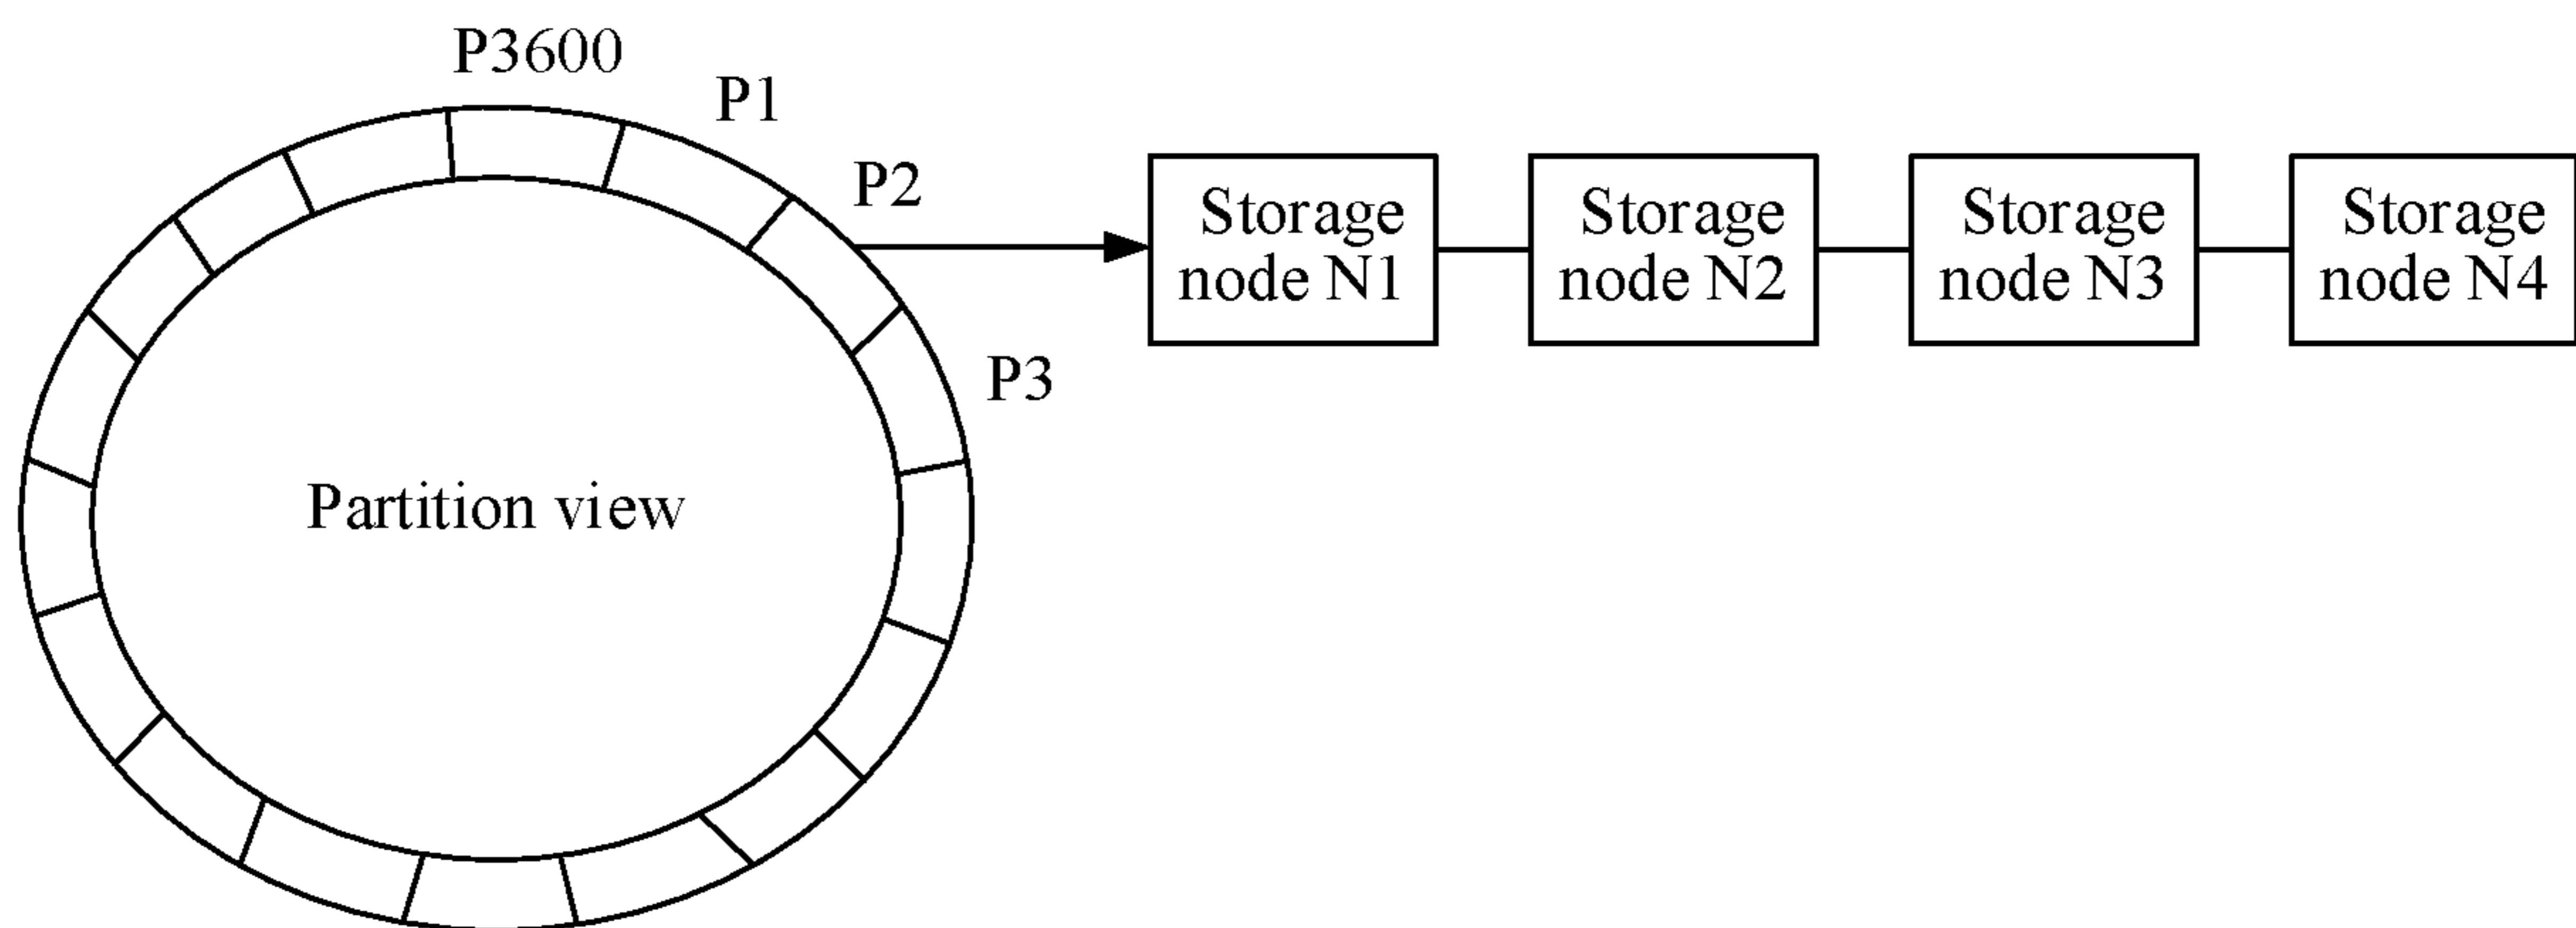 P3600
P1
P2
P3
Partition view
Storage
node N1
Storage
node N2
Storage
node N3
Storage
node N4